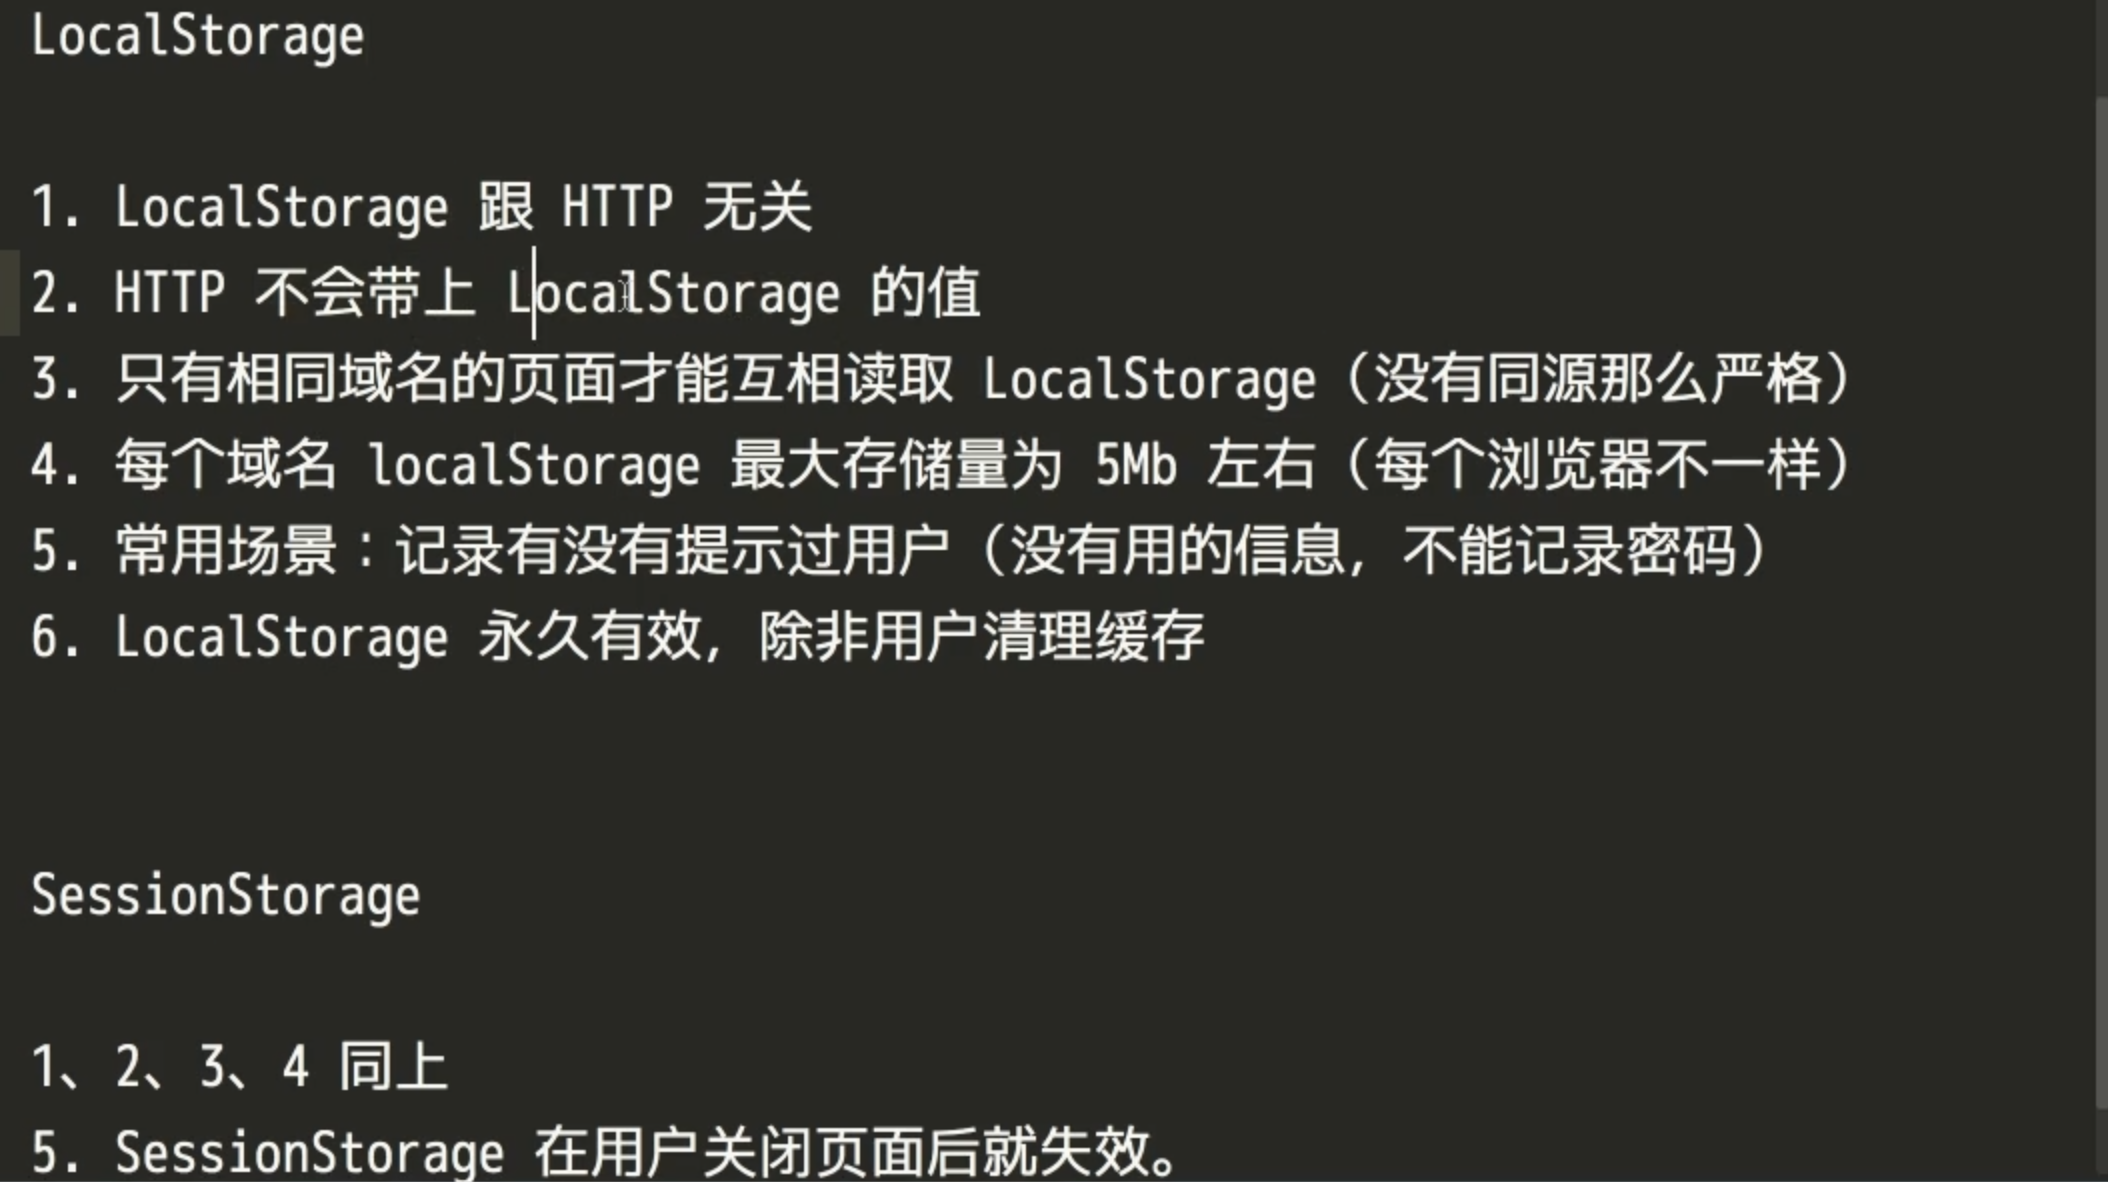 LocalStorage
1. LocalStorage 跟 HTTP 无关
2. HTTP 不会带上 LocalStorage 的值
3. 只有相同域名的页面才能互相读取 LocalStorage（没有同源那么严格）
4. 每个域名 localStorage 最大存储量为 5Mb 左右（每个浏览器不一样）
5. 常用场景：记录有没有提示过用户（没有用的信息，不能记录密码）
6. LocalStorage 永久有效，除非用户清理缓存
SessionStorage
1、2、3、4 同上
5. SessionStorage 在用户关闭页面后就失效。